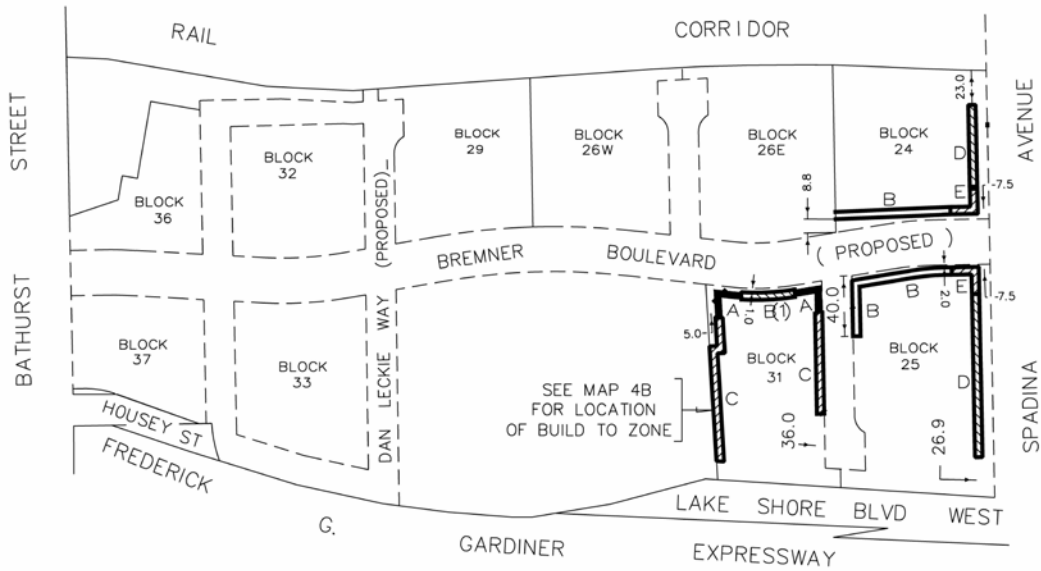 RAIL
CORRIDOR
STREET
BATHURST
AVENUE
SPADINA
BLOCK
36
BLOCK
32
BLOCK
29
BLOCK
26W
BLOCK
26E
BLOCK
24
23.0
D
E
-7.5
B
8.8
DAN LECKIE WAY (PROPOSED)
BREMNER
BOULEVARD
(PROPOSED)
BLOCK
37
BLOCK
33
HOUSEY ST
FREDERICK
G.
GARDINER
EXPRESSWAY
LAKE SHORE BLVD WEST
SEE MAP 4B
FOR LOCATION
OF BUILD TO ZONE
A
1.0
B(1)
A
5.0
C
BLOCK
31
C
36.0
40.0
B
B
2.0
E
-7.5
BLOCK
25
D
26.9